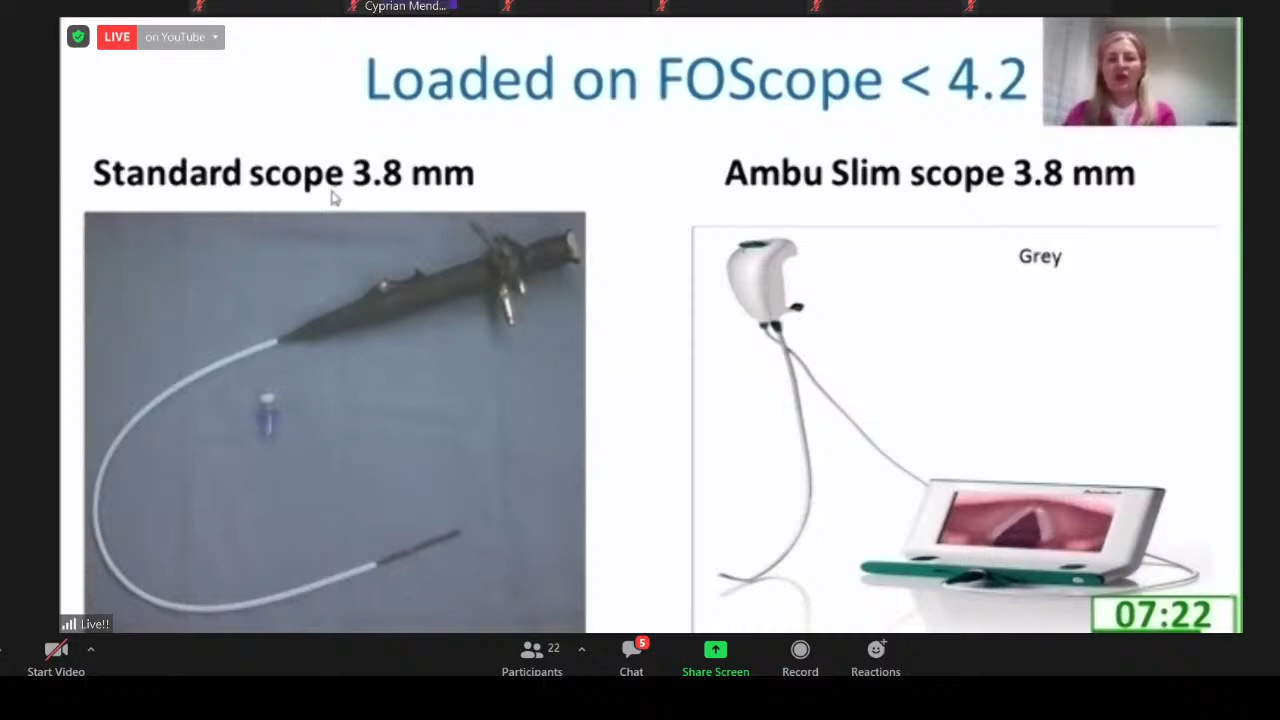 Cyprian Mend...
LIVE on YouTube
Loaded on FOScope < 4.2
Standard scope 3.8 mm
Ambu Slim scope 3.8 mm
Grey
07:22
Live!!
22
5
Start Video
Participants
Chat
Share Screen
Record
Reactions